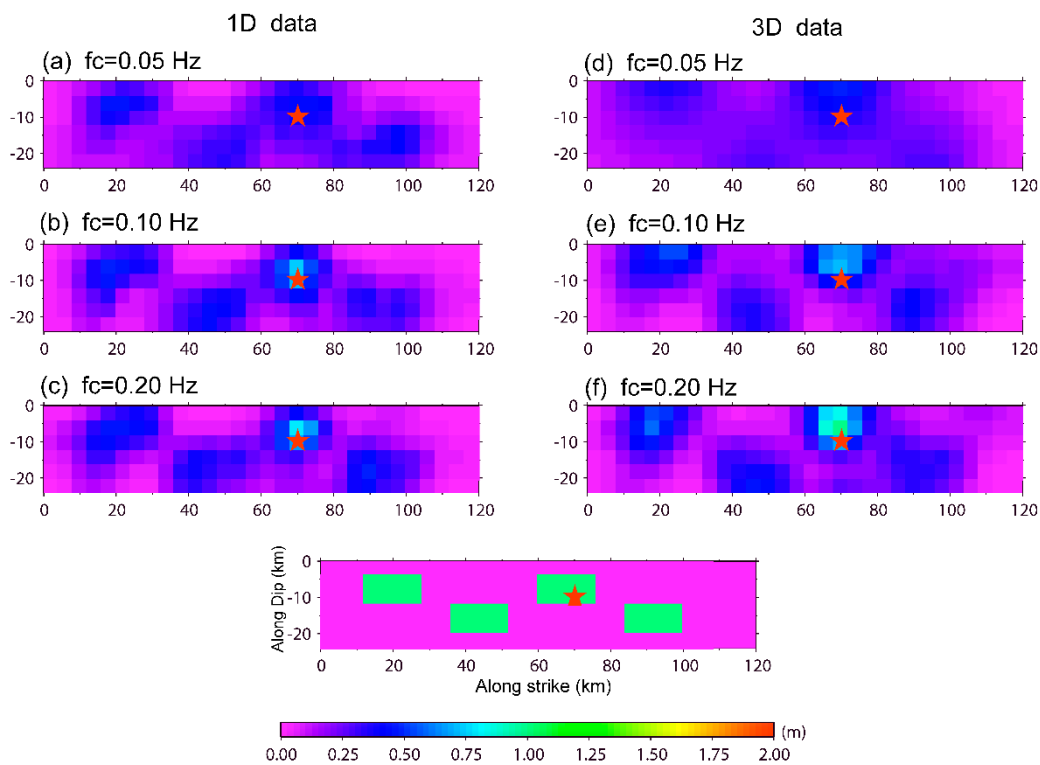 1D data
3D data
(a) fc=0.05 Hz
(d) fc=0.05 Hz
0
-10
-20
0 20 40 60 80 100 120
0
-10
-20
0 20 40 60 80 100 120
(b) fc=0.10 Hz
(e) fc=0.10 Hz
0
-10
-20
0 20 40 60 80 100 120
0
-10
-20
0 20 40 60 80 100 120
(c) fc=0.20 Hz
(f) fc=0.20 Hz
0
-10
-20
0 20 40 60 80 100 120
0
-10
-20
0 20 40 60 80 100 120
Along Dip (km)
0
-10
-20
0 20 40 60 80 100 120
Along strike (km)
(m)
0.00 0.25 0.50 0.75 1.00 1.25 1.50 1.75 2.00